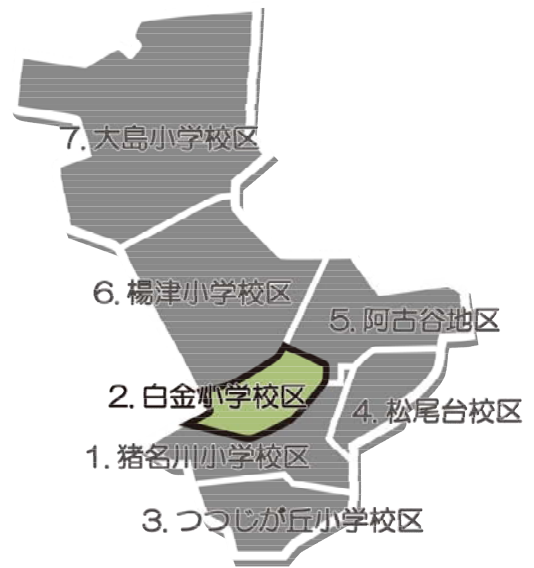 7. 大島小学校区
6. 楊津小学校区
5. 阿古谷地区
2. 白金小学校区
4. 松尾台校区
1. 猪名川小学校区
3. つつじが丘小学校区